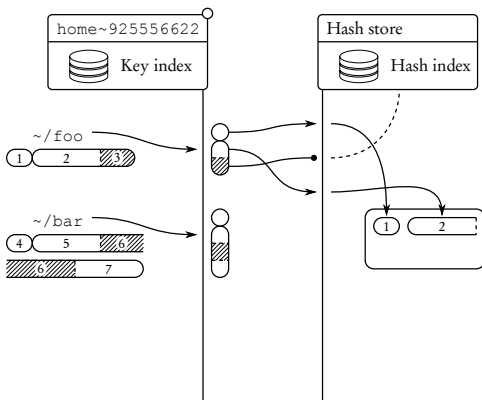 home~925556622
Key index
Hash store
Hash index
~/foo
1 2 3
~/bar
4 5 6
6 7
1 2